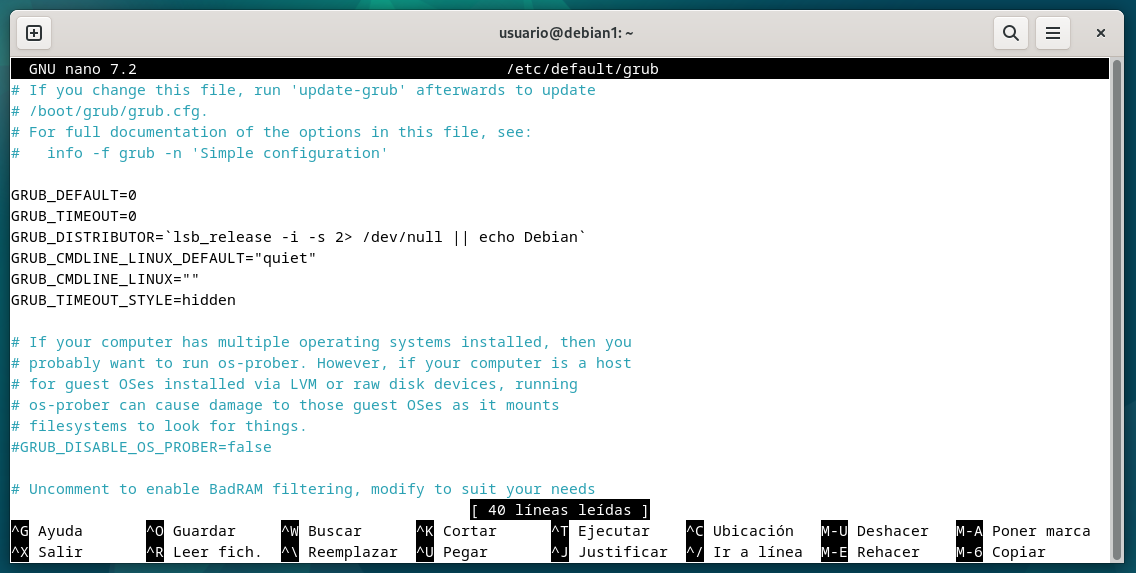 usuario@debian1: ~
GNU nano 7.2 /etc/default/grub
# If you change this file, run 'update-grub' afterwards to update
# /boot/grub/grub.cfg.
# For full documentation of the options in this file, see:
#   info -f grub -n 'Simple configuration'

GRUB_DEFAULT=0
GRUB_TIMEOUT=0
GRUB_DISTRIBUTOR=`lsb_release -i -s 2> /dev/null || echo Debian`
GRUB_CMDLINE_LINUX_DEFAULT="quiet"
GRUB_CMDLINE_LINUX=""
GRUB_TIMEOUT_STYLE=hidden

# If your computer has multiple operating systems installed, then you
# probably want to run os-prober. However, if your computer is a host
# for guest OSes installed via LVM or raw disk devices, running
# os-prober can cause damage to those guest OSes as it mounts
# filesystems to look for things.
#GRUB_DISABLE_OS_PROBER=false

# Uncomment to enable BadRAM filtering, modify to suit your needs
[ 40 líneas leídas ]
^G Ayuda ^O Guardar ^W Buscar ^K Cortar ^T Ejecutar ^C Ubicación M-U Deshacer M-A Poner marca
^X Salir ^R Leer fich. ^\ Reemplazar ^U Pegar ^J Justificar ^/ Ir a línea M-E Rehacer M-6 Copiar